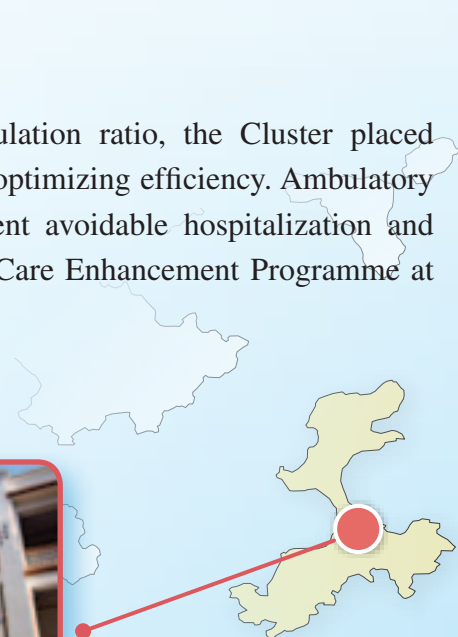 ulation ratio, the Cluster placed
optimizing efficiency. Ambulatory
ent avoidable hospitalization and
Care Enhancement Programme at